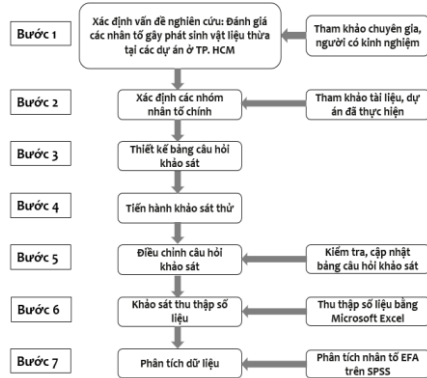 Bước 1
Xác định vấn đề nghiên cứu: Đánh giá
các nhân tố gây phát sinh vật liệu thừa
tại các dự án ở TP. HCM
Tham khảo chuyên gia,
người có kinh nghiệm
Bước 2
Xác định các nhóm
nhân tố chính
Tham khảo tài liệu, dự
án đã thực hiện
Bước 3
Thiết kế bảng câu hỏi
khảo sát
Bước 4
Tiến hành khảo sát thử
Bước 5
Điều chỉnh câu hỏi
khảo sát
Kiểm tra, cập nhật
bảng câu hỏi khảo sát
Bước 6
Khảo sát thu thập số
liệu
Thu thập số liệu bằng
Microsoft Excel
Bước 7
Phân tích dữ liệu
Phân tích nhân tố EFA
trên SPSS